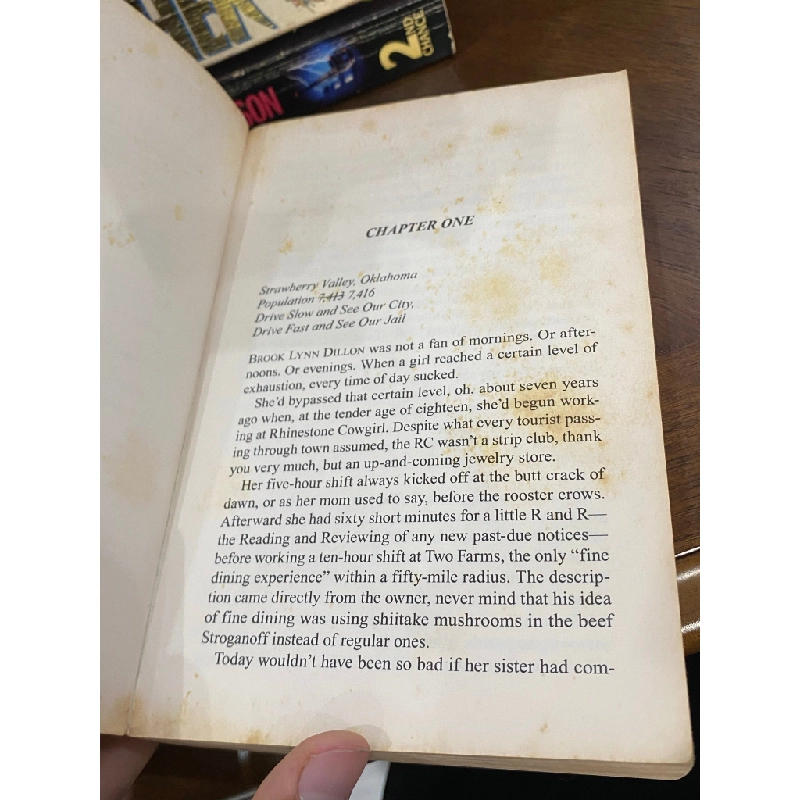 2ND
CHANCE
SON
CHAPTER ONE
Strawberry Valley, Oklahoma
Population 7,413 7,416
Drive Slow and See Our City,
Drive Fast and See Our Jail
BROOK LYNN DILLON was not a fan of mornings. Or after-
noons. Or evenings. When a girl reached a certain level of
exhaustion, every time of day sucked.
She'd bypassed that certain level, oh, about seven years
ago when, at the tender age of eighteen, she'd begun work-
ing at Rhinestone Cowgirl. Despite what every tourist pass-
ing through town assumed, the RC wasn't a strip club, thank
you very much, but an up-and-coming jewelry store.
Her five-hour shift always kicked off at the butt crack of
dawn, or as her mom used to say, before the rooster crows.
Afterward she had sixty short minutes for a little R and R—
the Reading and Reviewing of any new past-due notices—
before working a ten-hour shift at Two Farms, the only "fine
dining experience" within a fifty-mile radius. The descrip-
tion came directly from the owner, never mind that his idea
of fine dining was using shiitake mushrooms in the beef
Stroganoff instead of regular ones.
Today wouldn't have been so bad if her sister had com-